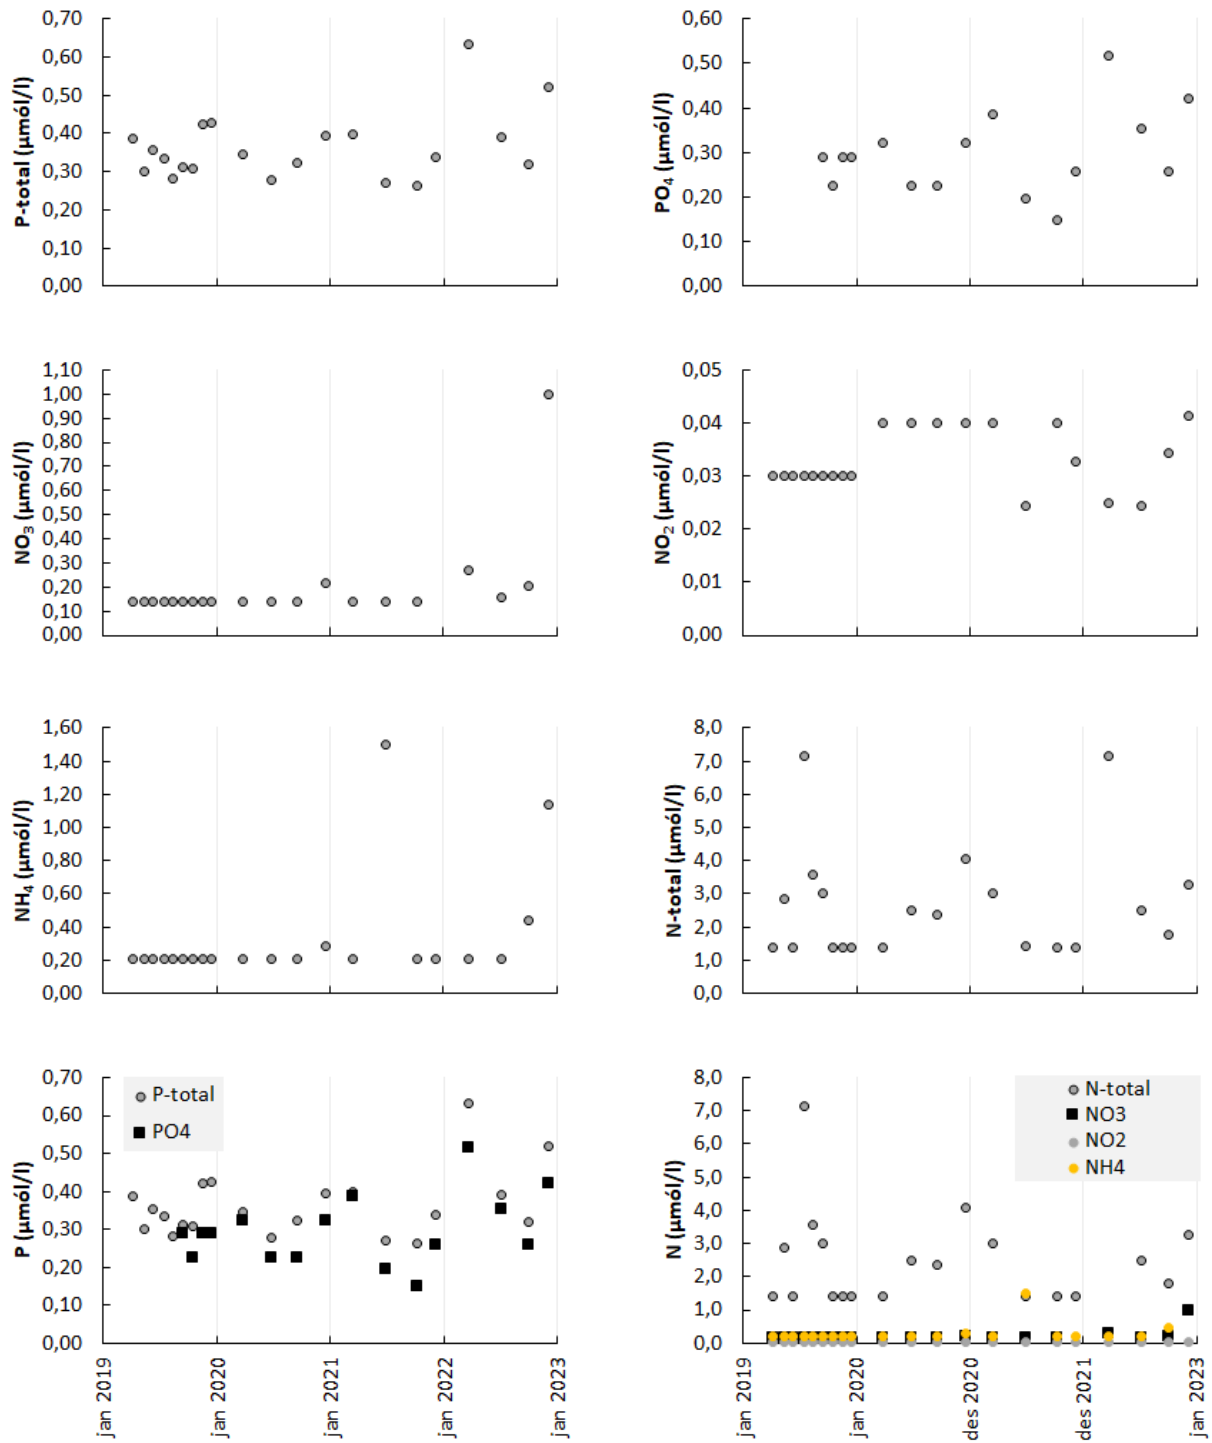 0,70
0,60
0,50
0,40
0,30
0,20
0,10
0,00
P-total (µmól/l)
0,60
0,50
0,40
0,30
0,20
0,10
0,00
PO₄ (µmól/l)
1,10
1,00
0,90
0,80
0,70
0,60
0,50
0,40
0,30
0,20
0,10
0,00
NO₃ (µmól/l)
0,05
0,04
0,03
0,02
0,01
0,00
NO₂ (µmól/l)
1,60
1,40
1,20
1,00
0,80
0,60
0,40
0,20
0,00
NH₄ (µmól/l)
8,0
7,0
6,0
5,0
4,0
3,0
2,0
1,0
0,0
N-total (µmól/l)
0,70
0,60
0,50
0,40
0,30
0,20
0,10
0,00
P (µmól/l)
P-total
PO4
jan 2019
jan 2020
jan 2021
jan 2022
jan 2023
8,0
7,0
6,0
5,0
4,0
3,0
2,0
1,0
0,0
N (µmól/l)
N-total
NO3
NO2
NH4
jan 2019
jan 2020
des 2020
des 2021
jan 2023